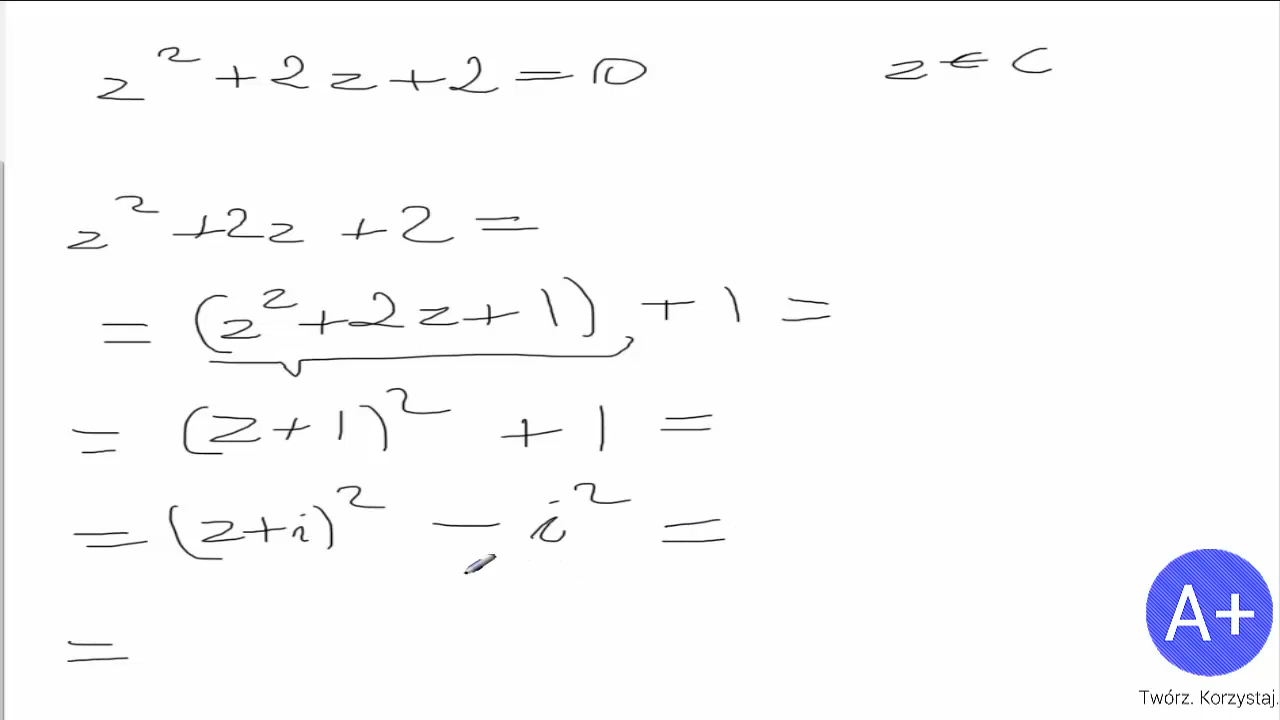 z² + 2z + 2 = 0 z ∈ C
z² + 2z + 2 =
= (z² + 2z + 1) + 1 =
= (z + 1)² + 1 =
= (z + i)² − i² =
=
A+
Twórz. Korzystaj.